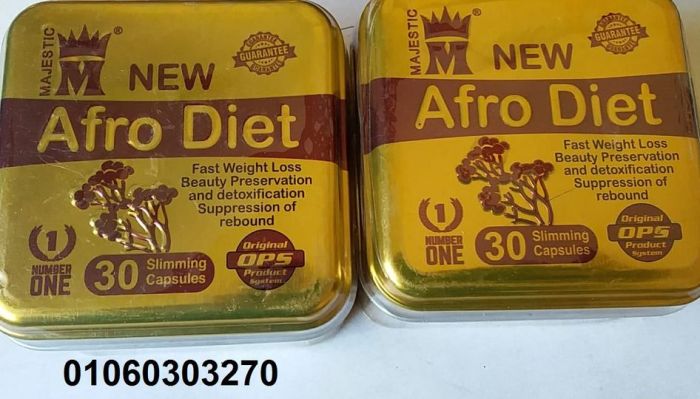 MAJESTIC
M
®
GUARANTEE
NEW
Afro Diet
Fast Weight Loss
Beauty Preservation
and detoxification
Suppression of
rebound
1
NUMBER
ONE
30 Slimming
Capsules
Original
OPS
Product
System
MAJESTIC
M
®
GUARANTEE
NEW
Afro Diet
Fast Weight Loss
Beauty Preservation
and detoxification
Suppression of
rebound
1
NUMBER
ONE
30 Slimming
Capsules
Original
OPS
Product
System
01060303270